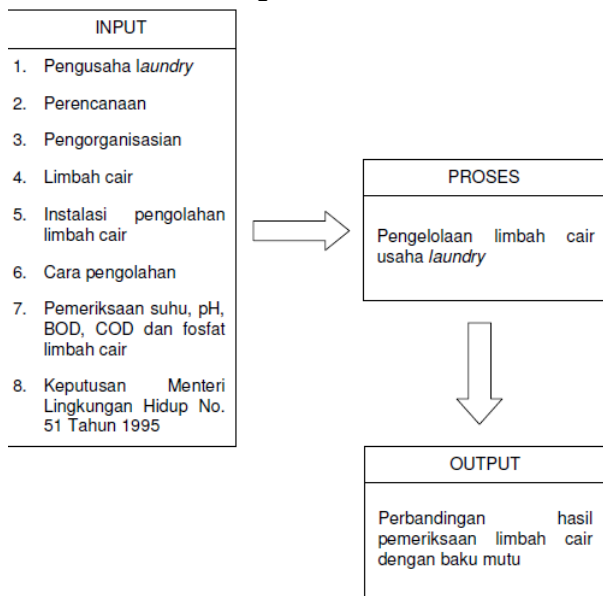 INPUT
1. Pengusaha laundry
2. Perencanaan
3. Pengorganisasian
4. Limbah cair
5. Instalasi pengolahan
limbah cair
6. Cara pengolahan
7. Pemeriksaan suhu, pH,
BOD, COD dan fosfat
limbah cair
8. Keputusan Menteri
Lingkungan Hidup No.
51 Tahun 1995
PROSES
Pengelolaan limbah cair
usaha laundry
OUTPUT
Perbandingan hasil
pemeriksaan limbah cair
dengan baku mutu